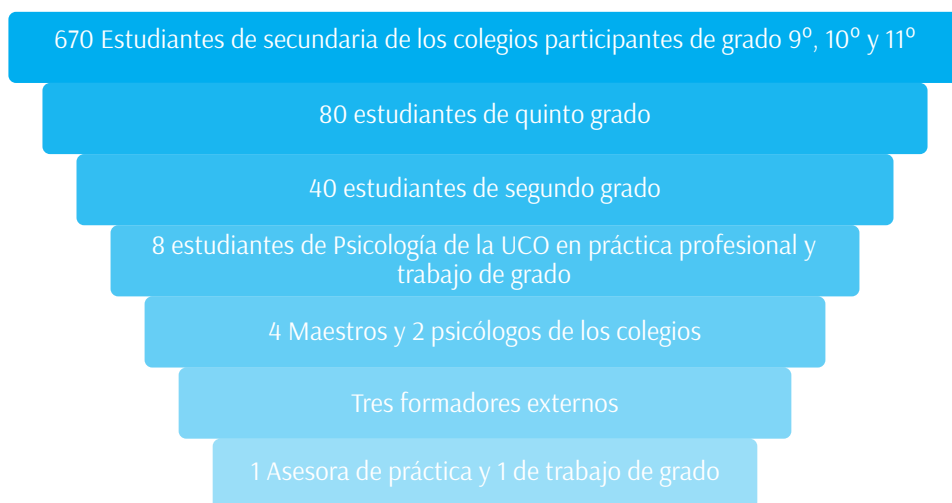 670 Estudiantes de secundaria de los colegios participantes de grado 9º, 10º y 11º
80 estudiantes de quinto grado
40 estudiantes de segundo grado
8 estudiantes de Psicología de la UCO en práctica profesional y
trabajo de grado
4 Maestros y 2 psicólogos de los colegios
Tres formadores externos
1 Asesora de práctica y 1 de trabajo de grado